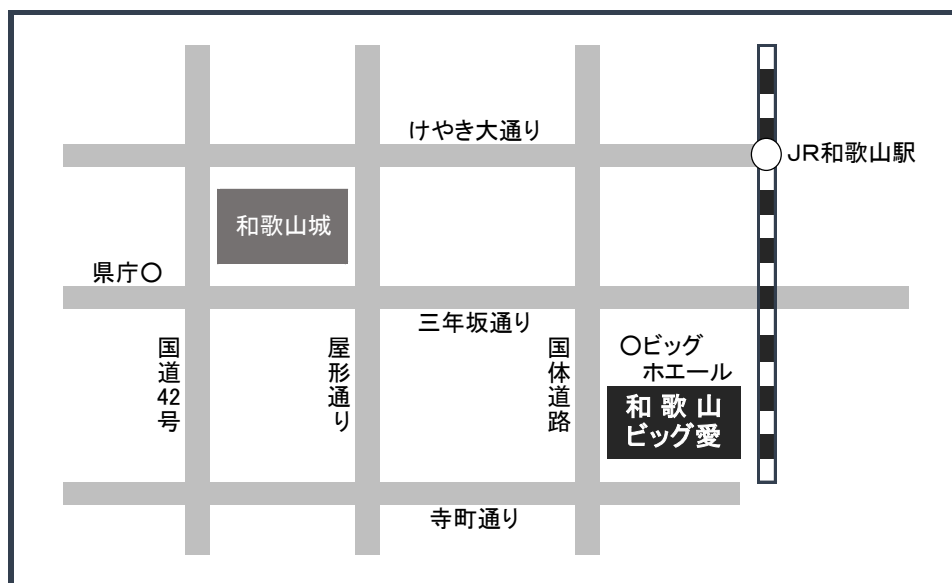 けやき大通り
JR和歌山駅
和歌山城
県庁○
三年坂通り
国道42号
屋形通り
国体道路
○ビッグ
ホエール
和歌山
ビッグ愛
寺町通り